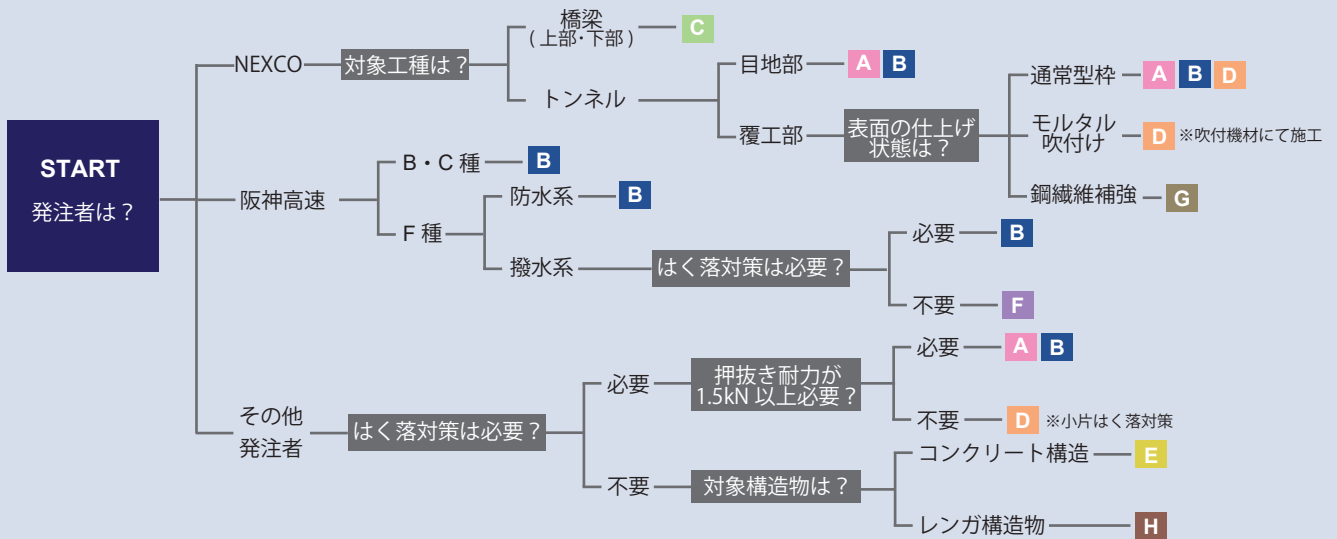 START
発注者は？
NEXCO
対象工種は？
橋梁
( 上部・下部 )
C
トンネル
目地部
A B
覆工部
表面の仕上げ
状態は？
通常型枠
A B D
モルタル
吹付け
D ※吹付機材にて施工
鋼繊維補強
G
阪神高速
B・C 種
B
F 種
防水系
B
撥水系
はく落対策は必要？
必要
B
不要
F
その他
発注者
はく落対策は必要？
必要
押抜き耐力が
1.5kN 以上必要？
必要
A B
不要
D ※小片はく落対策
不要
対象構造物は？
コンクリート構造
E
レンガ構造物
H